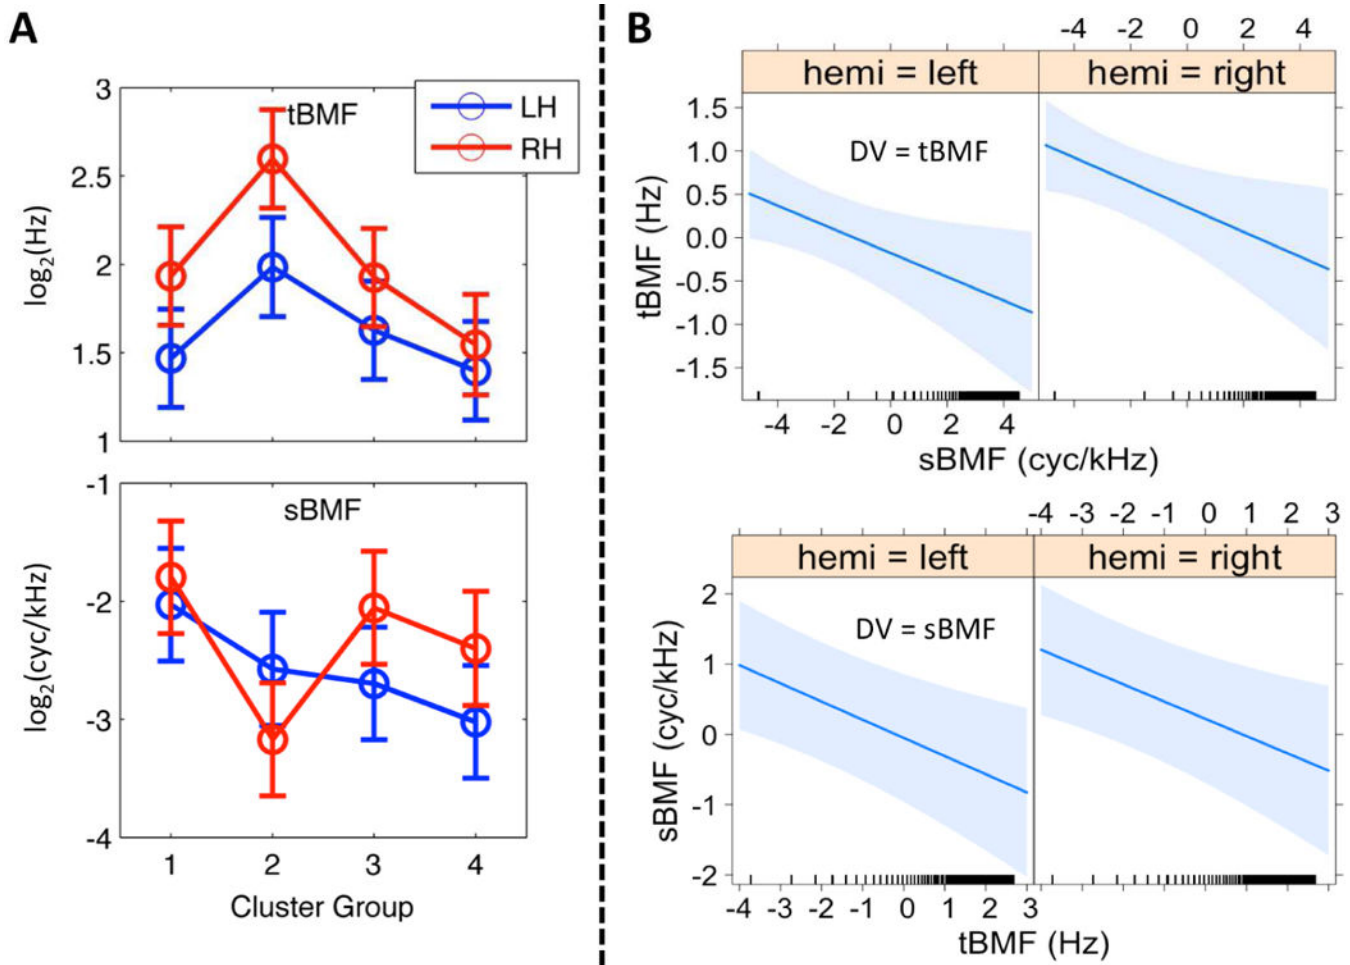 A
3
tBMF
LH
RH
2.5
2
1.5
1
log2(Hz)
-1
sBMF
-2
-3
-4
log2(cyc/kHz)
1 2 3 4
Cluster Group
B
-4 -2 0 2 4
hemi = left hemi = right
1.5
1.0
0.5
0.0
-0.5
-1.0
-1.5
DV = tBMF
tBMF (Hz)
-4 -2 0 2 4
sBMF (cyc/kHz)
-4 -3 -2 -1 0 1 2 3
hemi = left hemi = right
2
1
0
-1
-2
DV = sBMF
sBMF (cyc/kHz)
-4 -3 -2 -1 0 1 2 3
tBMF (Hz)